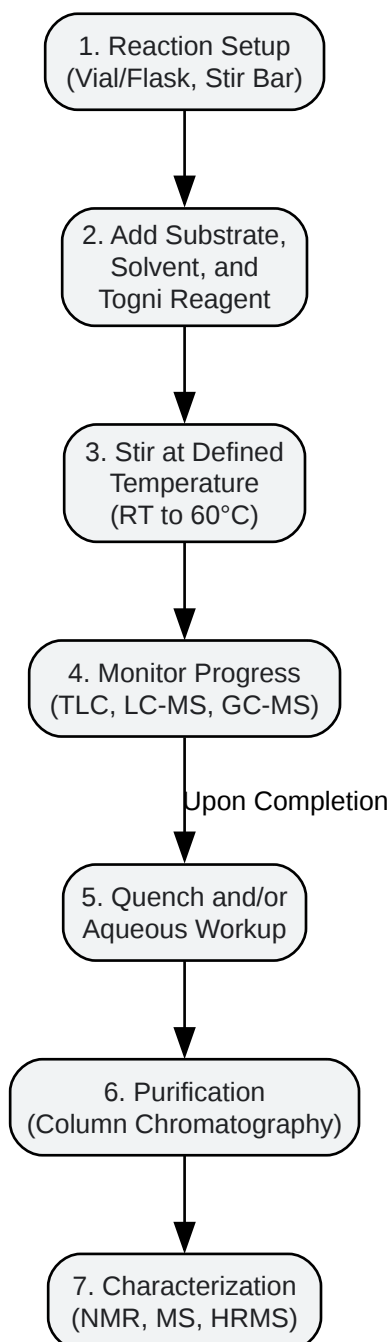 1. Reaction Setup
(Vial/Flask, Stir Bar)
2. Add Substrate,
Solvent, and
Togni Reagent
3. Stir at Defined
Temperature
(RT to 60°C)
4. Monitor Progress
(TLC, LC-MS, GC-MS)
Upon Completion
5. Quench and/or
Aqueous Workup
6. Purification
(Column Chromatography)
7. Characterization
(NMR, MS, HRMS)